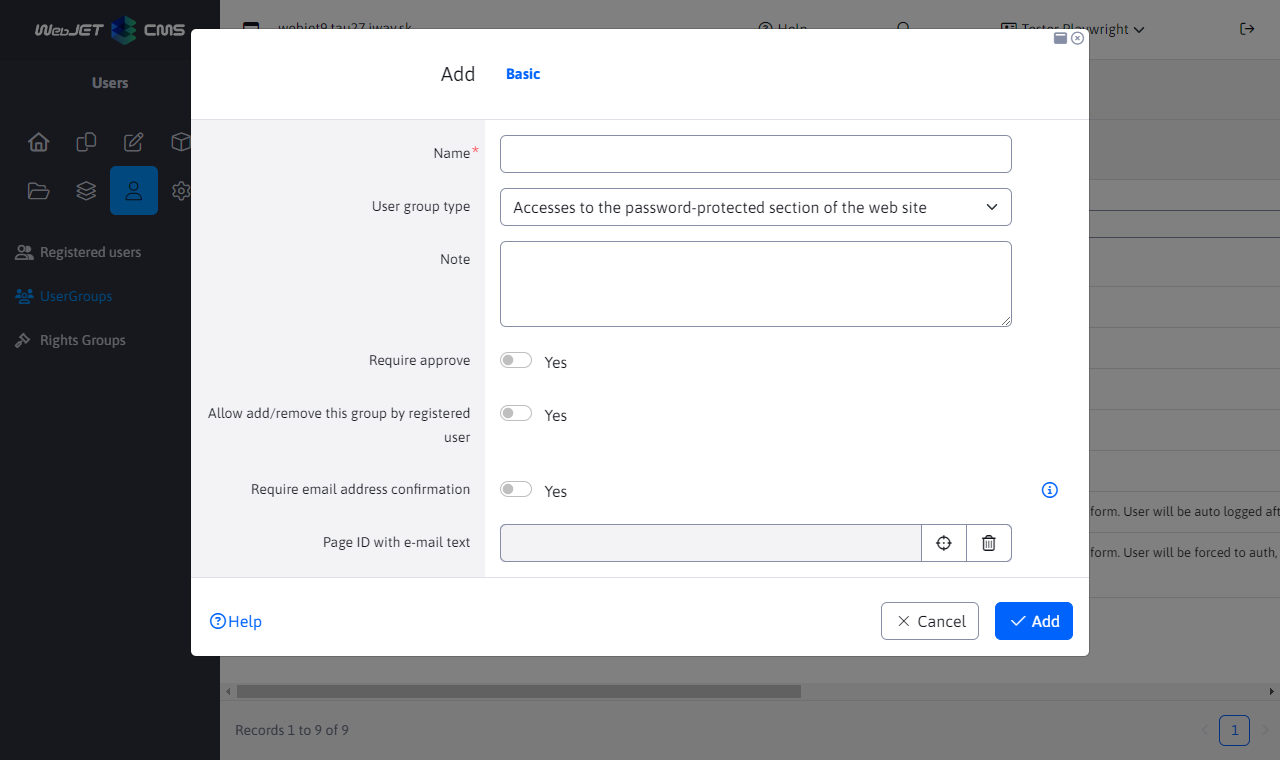 WebJET CMS
webjet9.tau27.iway.sk
Help
Tester Playwright
Users
Add
Basic
Name*
User group type
Accesses to the password-protected section of the web site
Registered users
Note
UserGroups
Rights Groups
Require approve
Yes
Allow add/remove this group by registered
user
Yes
Require email address confirmation
Yes
form. User will be auto logged aft
Page ID with e-mail text
form. User will be forced to auth,
Help
Cancel
Add
Records 1 to 9 of 9
1